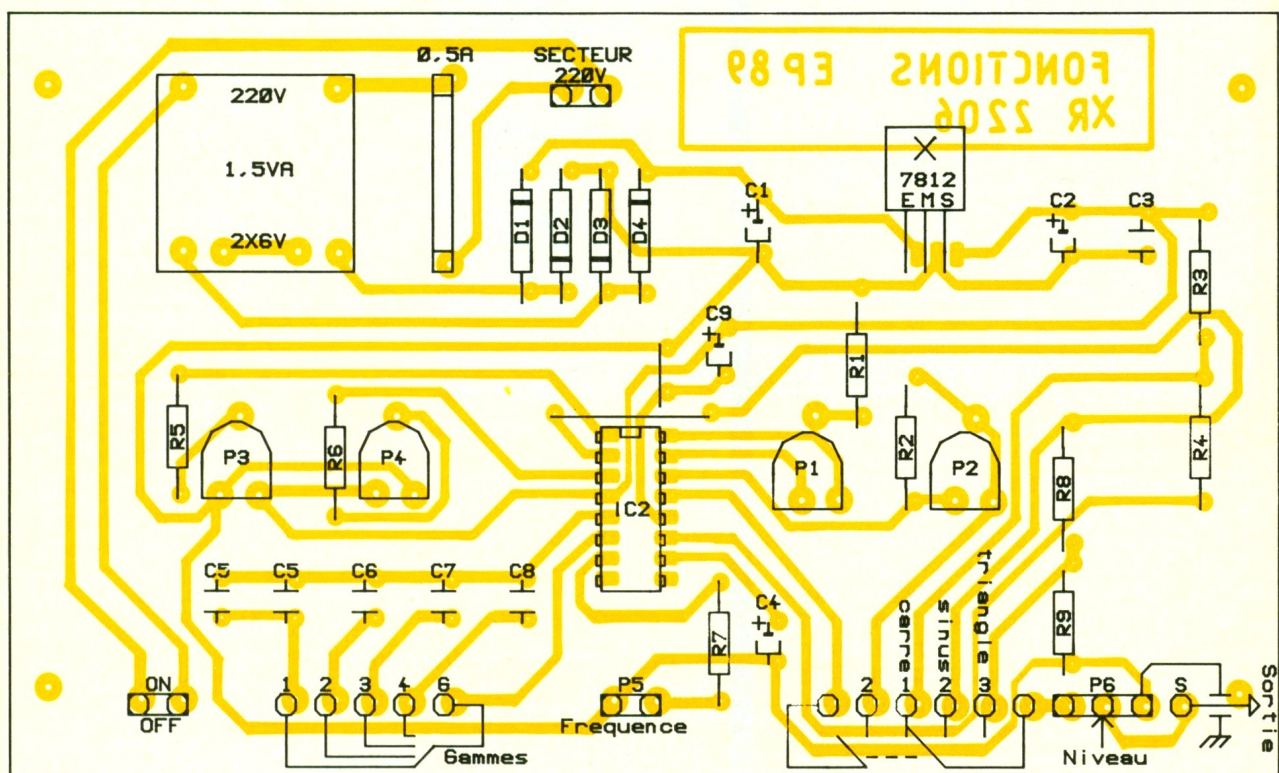 0,5A
SECTEUR
220V
FONCTIONS EP89
XR 2206
220V
1,5VA
2X6V
D1
D2
D3
D4
C1
7812
EMS
C2
C3
R3
C9
R1
R5
P3
R6
P4
IC2
P1
R2
P2
R8
R4
C5
C5
C6
C7
C8
R7
C4
carre
sinus
triangle
R9
ON
OFF
1
2
3
4
6
Gammes
P5
Frequence
2
1
2
3
P6
Niveau
S
Sortie